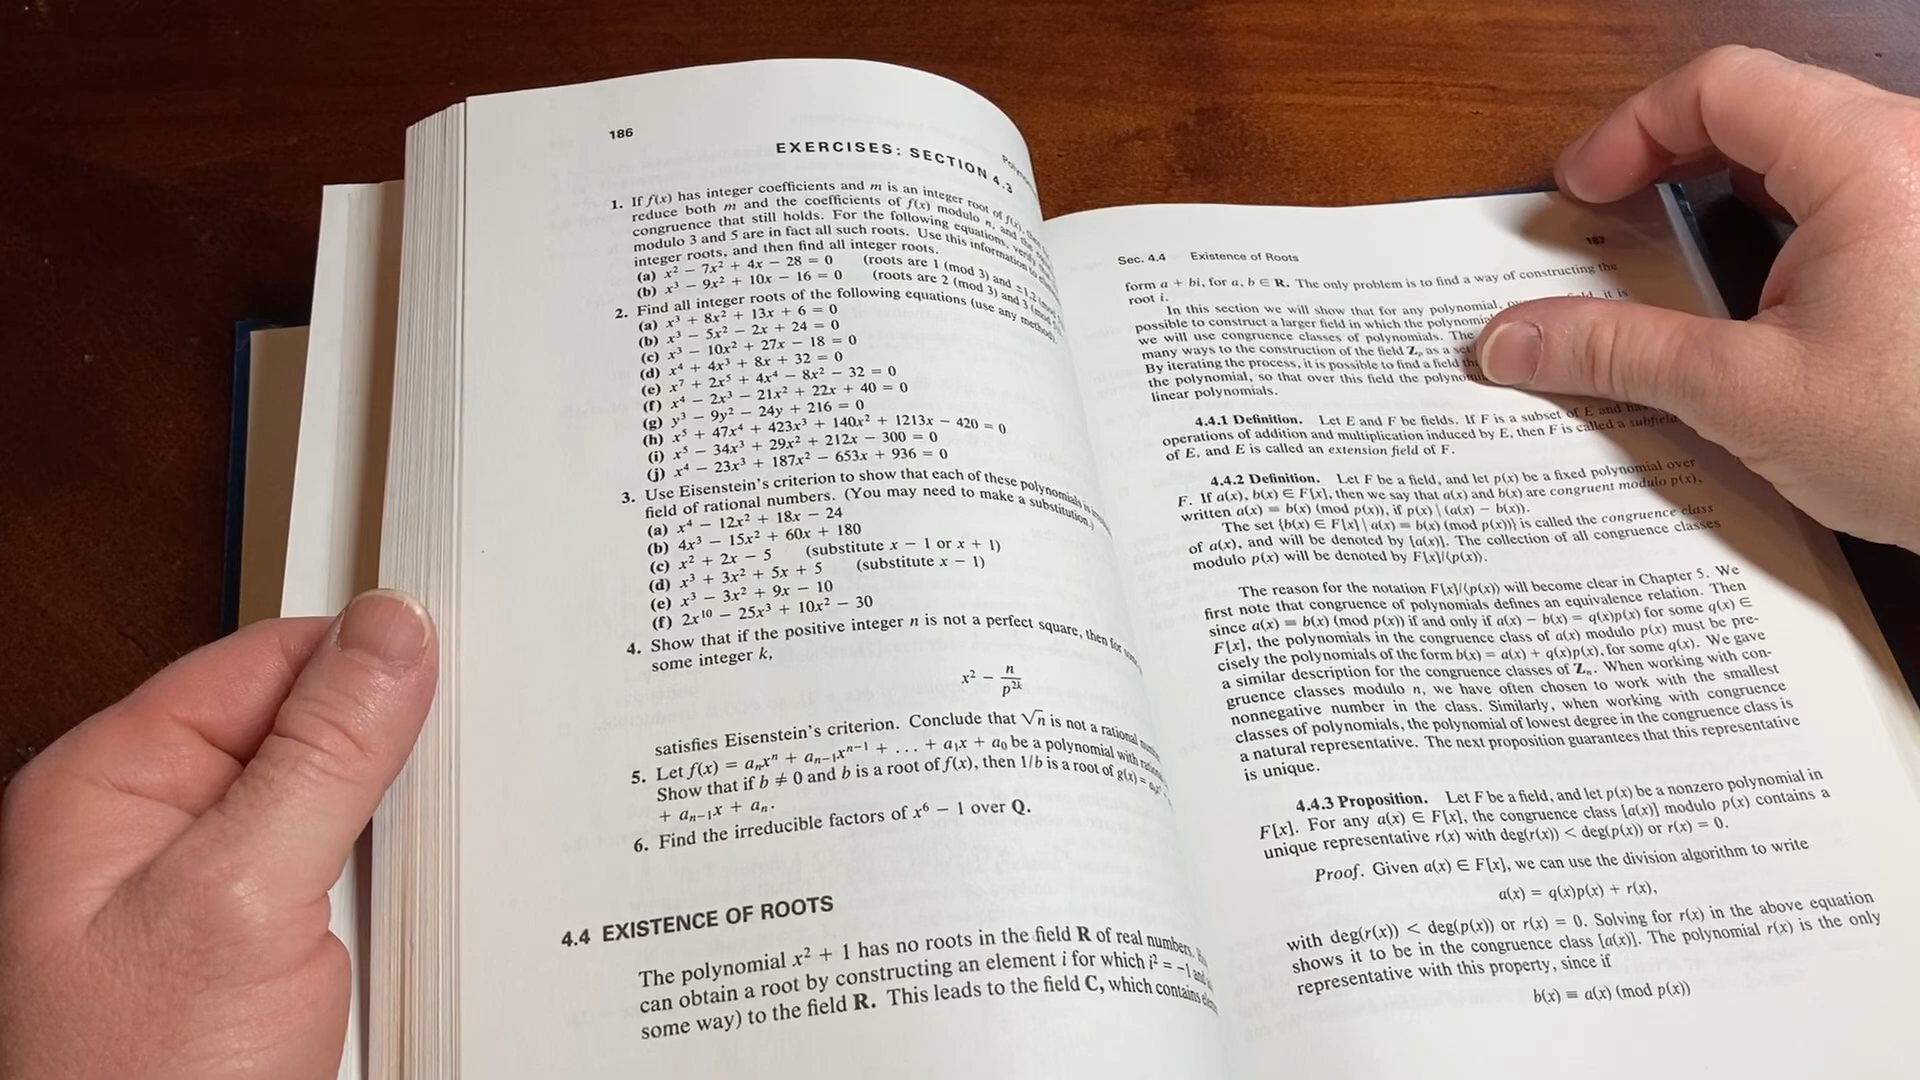 186
EXERCISES: SECTION 4.3
1. If f(x) has integer coefficients and m is an integer root of f(x),
reduce both m and the coefficients of f(x) modulo n, and the
congruence that still holds. For the following equations, verify
modulo 3 and 5 are in fact all such roots. Use this information to
integer roots, and then find all integer roots.
(a) x² − 7x² + 4x − 28 = 0 (roots are 1 (mod 3) and ±1,2
(b) x³ − 9x² + 10x − 16 = 0 (roots are 2 (mod 3) and 3 (mod
2. Find all integer roots of the following equations (use any method).
(a) x³ + 8x² + 13x + 6 = 0
(b) x³ − 5x² − 2x + 24 = 0
(c) x³ − 10x² + 27x − 18 = 0
(d) x⁴ + 4x³ + 8x + 32 = 0
(e) x⁷ + 2x⁵ + 4x⁴ − 8x² − 32 = 0
(f) x⁴ − 2x³ − 21x² + 22x + 40 = 0
(g) y³ − 9y² − 24y + 216 = 0
(h) x⁵ + 47x⁴ + 423x³ + 140x² + 1213x − 420 = 0
(i) x⁵ − 34x³ + 29x² + 212x − 300 = 0
(j) x⁴ − 23x³ + 187x² − 653x + 936 = 0
3. Use Eisenstein's criterion to show that each of these polynomials is
field of rational numbers. (You may need to make a substitution.)
(a) x⁴ − 12x² + 18x − 24
(b) 4x³ − 15x² + 60x + 180
(c) x² + 2x − 5 (substitute x − 1 or x + 1)
(d) x³ + 3x² + 5x + 5 (substitute x − 1)
(e) x³ − 3x² + 9x − 10
(f) 2x¹⁰ − 25x³ + 10x² − 30
4. Show that if the positive integer n is not a perfect square, then for
some integer k,
x² − n/p²ᵏ
satisfies Eisenstein's criterion. Conclude that √n is not a rational
5. Let f(x) = aₙxⁿ + aₙ₋₁xⁿ⁻¹ + . . . + a₁x + a₀ be a polynomial with
Show that if b ≠ 0 and b is a root of f(x), then 1/b is a root of g(x) =
+ aₙ₋₁x + aₙ.
6. Find the irreducible factors of x⁶ − 1 over Q.
4.4 EXISTENCE OF ROOTS
The polynomial x² + 1 has no roots in the field R of real numbers.
can obtain a root by constructing an element i for which i² = −1 and
some way) to the field R. This leads to the field C, which contains
Sec. 4.4 Existence of Roots 187
form a + bi, for a, b ∈ R. The only problem is to find a way of constructing the
root i.
In this section we will show that for any polynomial, it is
possible to construct a larger field in which the
we will use congruence classes of polynomials. The
many ways to the construction of the field Zₚ as a set
By iterating the process, it is possible to find a field
the polynomial, so that over this field the
linear polynomials.
4.4.1 Definition. Let E and F be fields. If F is a subset of E and has
operations of addition and multiplication induced by E, then F is called a subfield
of E, and E is called an extension field of F.
4.4.2 Definition. Let F be a field, and let p(x) be a fixed polynomial over
F. If a(x), b(x) ∈ F[x], then we say that a(x) and b(x) are congruent modulo p(x),
written a(x) ≡ b(x) (mod p(x)), if p(x) | (a(x) − b(x)).
The set {b(x) ∈ F[x] | a(x) ≡ b(x) (mod p(x))} is called the congruence class
of a(x), and will be denoted by [a(x)]. The collection of all congruence classes
modulo p(x) will be denoted by F[x]/⟨p(x)⟩.
The reason for the notation F[x]/⟨p(x)⟩ will become clear in Chapter 5. We
first note that congruence of polynomials defines an equivalence relation. Then
since a(x) ≡ b(x) (mod p(x)) if and only if a(x) − b(x) = q(x)p(x) for some q(x) ∈
F[x], the polynomials in the congruence class of a(x) modulo p(x) must be pre-
cisely the polynomials of the form b(x) = a(x) + q(x)p(x), for some q(x). We gave
a similar description for the congruence classes of Zₙ. When working with con-
gruence classes modulo n, we have often chosen to work with the smallest
nonnegative number in the class. Similarly, when working with congruence
classes of polynomials, the polynomial of lowest degree in the congruence class is
a natural representative. The next proposition guarantees that this representative
is unique.
4.4.3 Proposition. Let F be a field, and let p(x) be a nonzero polynomial in
F[x]. For any a(x) ∈ F[x], the congruence class [a(x)] modulo p(x) contains a
unique representative r(x) with deg(r(x)) < deg(p(x)) or r(x) = 0.
Proof. Given a(x) ∈ F[x], we can use the division algorithm to write
a(x) = q(x)p(x) + r(x),
with deg(r(x)) < deg(p(x)) or r(x) = 0. Solving for r(x) in the above equation
shows it to be in the congruence class [a(x)]. The polynomial r(x) is the only
representative with this property, since if
b(x) ≡ a(x) (mod p(x))